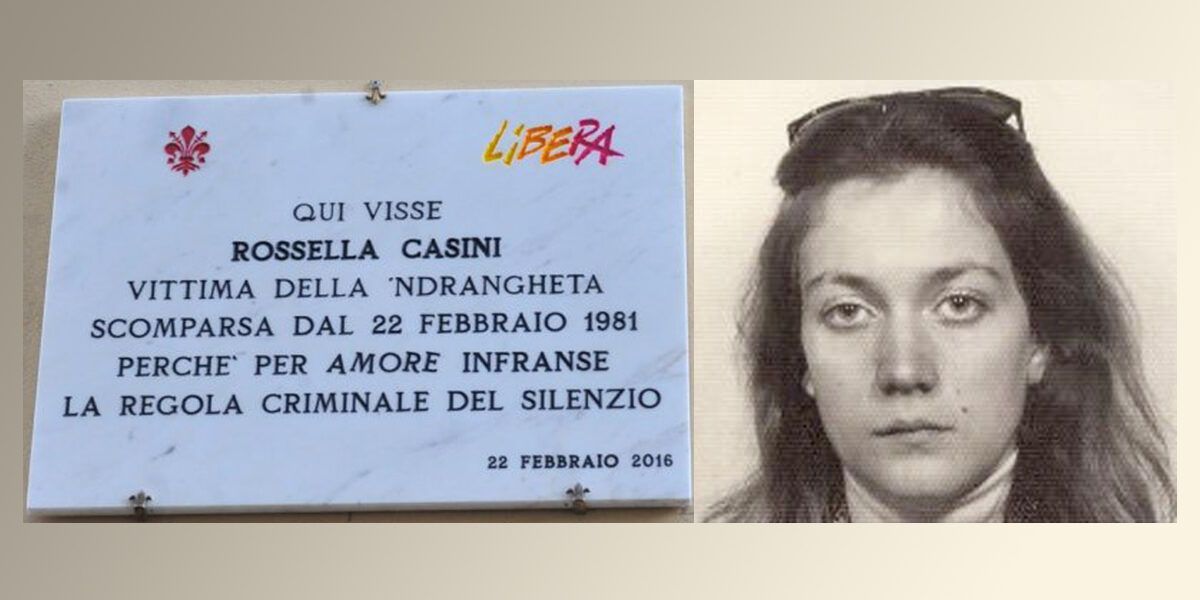 LIBERA
QUI VISSE
ROSSELLA CASINI
VITTIMA DELLA 'NDRANGHETA
SCOMPARSA DAL 22 FEBBRAIO 1981
PERCHE' PER AMORE INFRANSE
LA REGOLA CRIMINALE DEL SILENZIO
22 FEBBRAIO 2016